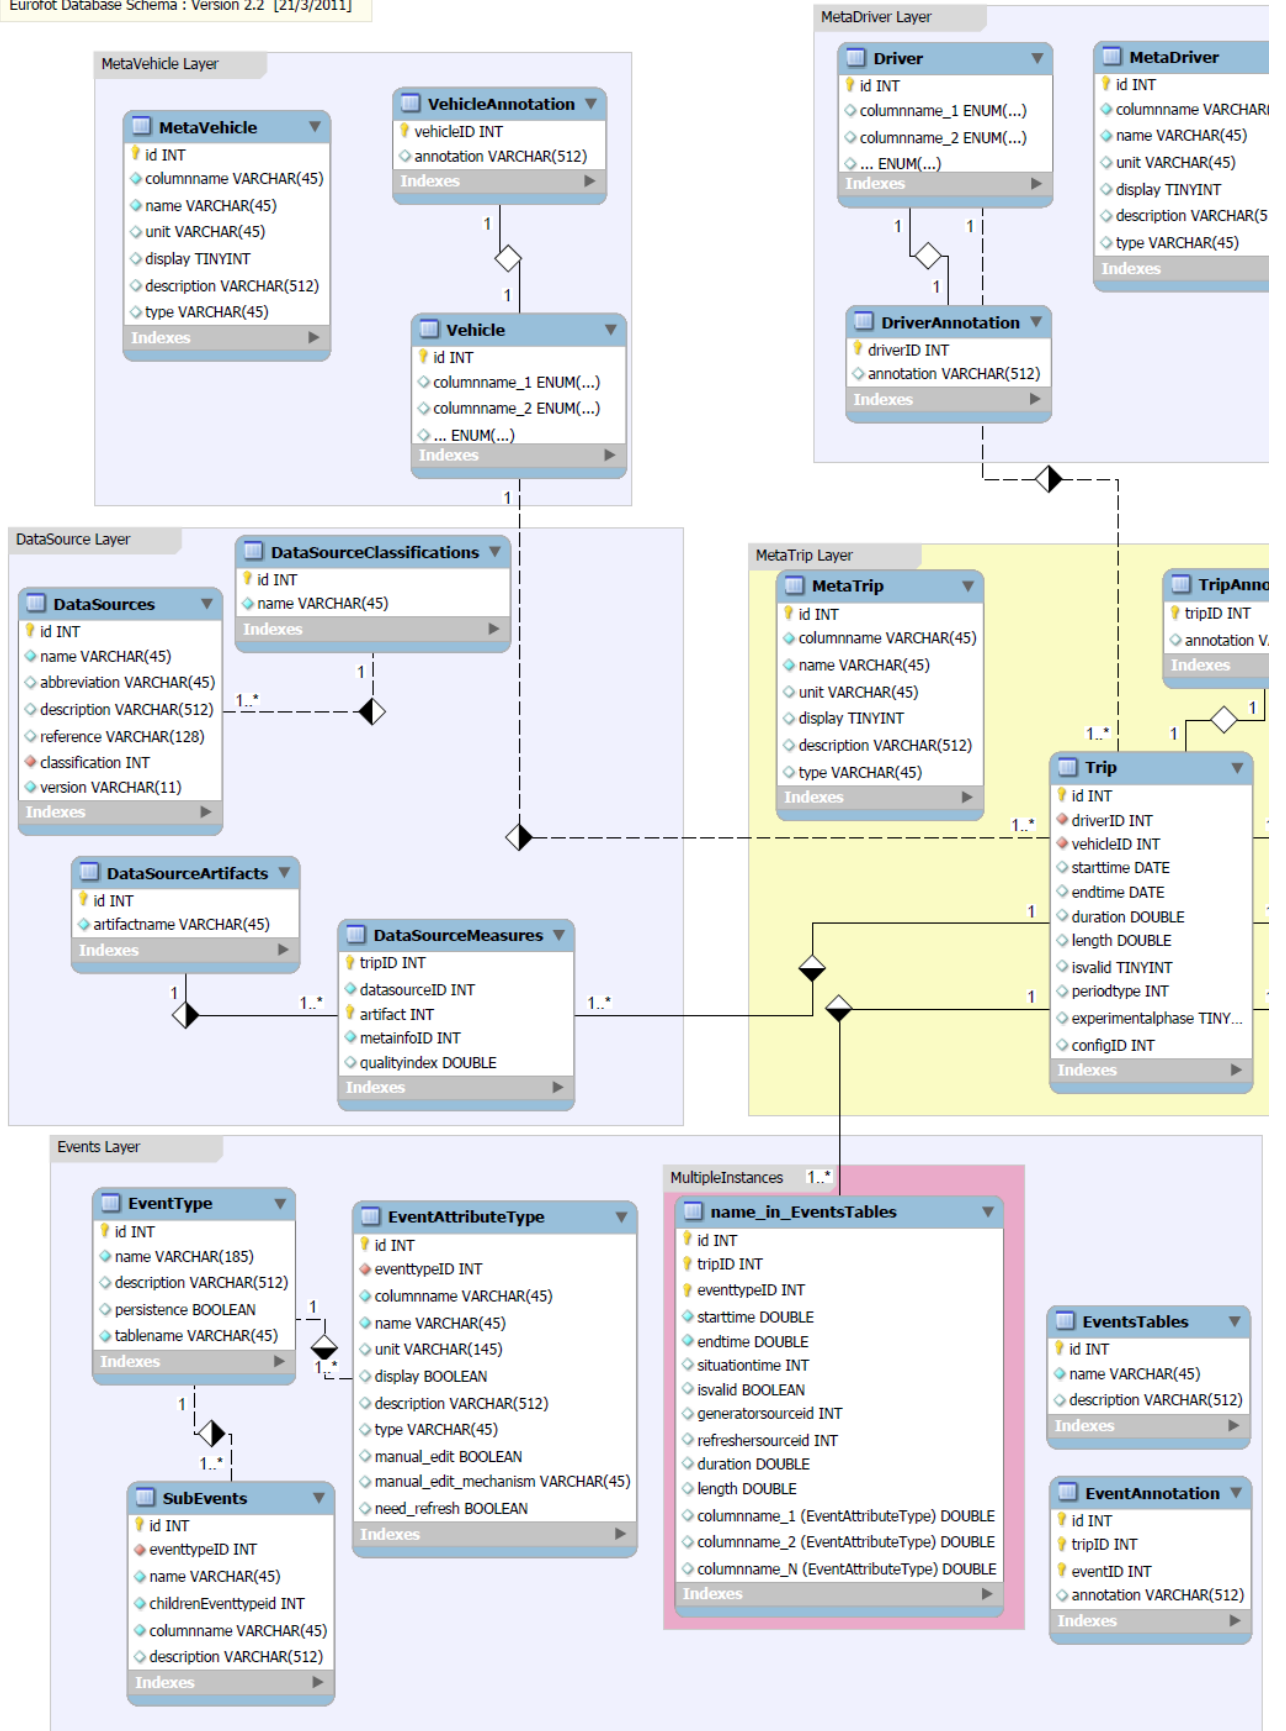 Eurofot Database Schema : Version 2.2 [21/3/2011]
MetaVehicle Layer
MetaVehicle
id INT
columnname VARCHAR(45)
name VARCHAR(45)
unit VARCHAR(45)
display TINYINT
description VARCHAR(512)
type VARCHAR(45)
Indexes
VehicleAnnotation
vehicleID INT
annotation VARCHAR(512)
Indexes
1
1
Vehicle
id INT
columnname_1 ENUM(...)
columnname_2 ENUM(...)
... ENUM(...)
Indexes
1
MetaDriver Layer
Driver
id INT
columnname_1 ENUM(...)
columnname_2 ENUM(...)
... ENUM(...)
Indexes
1
1
1
MetaDriver
id INT
columnname VARCHAR(
name VARCHAR(45)
unit VARCHAR(45)
display TINYINT
description VARCHAR(5
type VARCHAR(45)
Indexes
DriverAnnotation
driverID INT
annotation VARCHAR(512)
Indexes
DataSource Layer
DataSourceClassifications
id INT
name VARCHAR(45)
Indexes
1
1..*
DataSources
id INT
name VARCHAR(45)
abbreviation VARCHAR(45)
description VARCHAR(512)
reference VARCHAR(128)
classification INT
version VARCHAR(11)
Indexes
DataSourceArtifacts
id INT
artifactname VARCHAR(45)
Indexes
1
1..*
DataSourceMeasures
tripID INT
datasourceID INT
artifact INT
metainfoID INT
qualityindex DOUBLE
Indexes
1..*
MetaTrip Layer
MetaTrip
id INT
columnname VARCHAR(45)
name VARCHAR(45)
unit VARCHAR(45)
display TINYINT
description VARCHAR(512)
type VARCHAR(45)
Indexes
TripAnno
tripID INT
annotation VA
Indexes
1
1
1..*
1..*
1
1
Trip
id INT
driverID INT
vehicleID INT
starttime DATE
endtime DATE
duration DOUBLE
length DOUBLE
isvalid TINYINT
periodtype INT
experimentalphase TINY...
configID INT
Indexes
Events Layer
EventType
id INT
name VARCHAR(185)
description VARCHAR(512)
persistence BOOLEAN
tablename VARCHAR(45)
Indexes
1
1..*
1
1..*
EventAttributeType
id INT
eventtypeID INT
columnname VARCHAR(45)
name VARCHAR(45)
unit VARCHAR(145)
display BOOLEAN
description VARCHAR(512)
type VARCHAR(45)
manual_edit BOOLEAN
manual_edit_mechanism VARCHAR(45)
need_refresh BOOLEAN
Indexes
SubEvents
id INT
eventtypeID INT
name VARCHAR(45)
childrenEventtypeid INT
columnname VARCHAR(45)
description VARCHAR(512)
Indexes
MultipleInstances
1..*
name_in_EventsTables
id INT
tripID INT
eventtypeID INT
starttime DOUBLE
endtime DOUBLE
situationtime INT
isvalid BOOLEAN
generatorsourceid INT
refreshersourceid INT
duration DOUBLE
length DOUBLE
columnname_1 (EventAttributeType) DOUBLE
columnname_2 (EventAttributeType) DOUBLE
columnname_N (EventAttributeType) DOUBLE
Indexes
EventsTables
id INT
name VARCHAR(45)
description VARCHAR(512)
Indexes
EventAnnotation
id INT
tripID INT
eventID INT
annotation VARCHAR(512)
Indexes